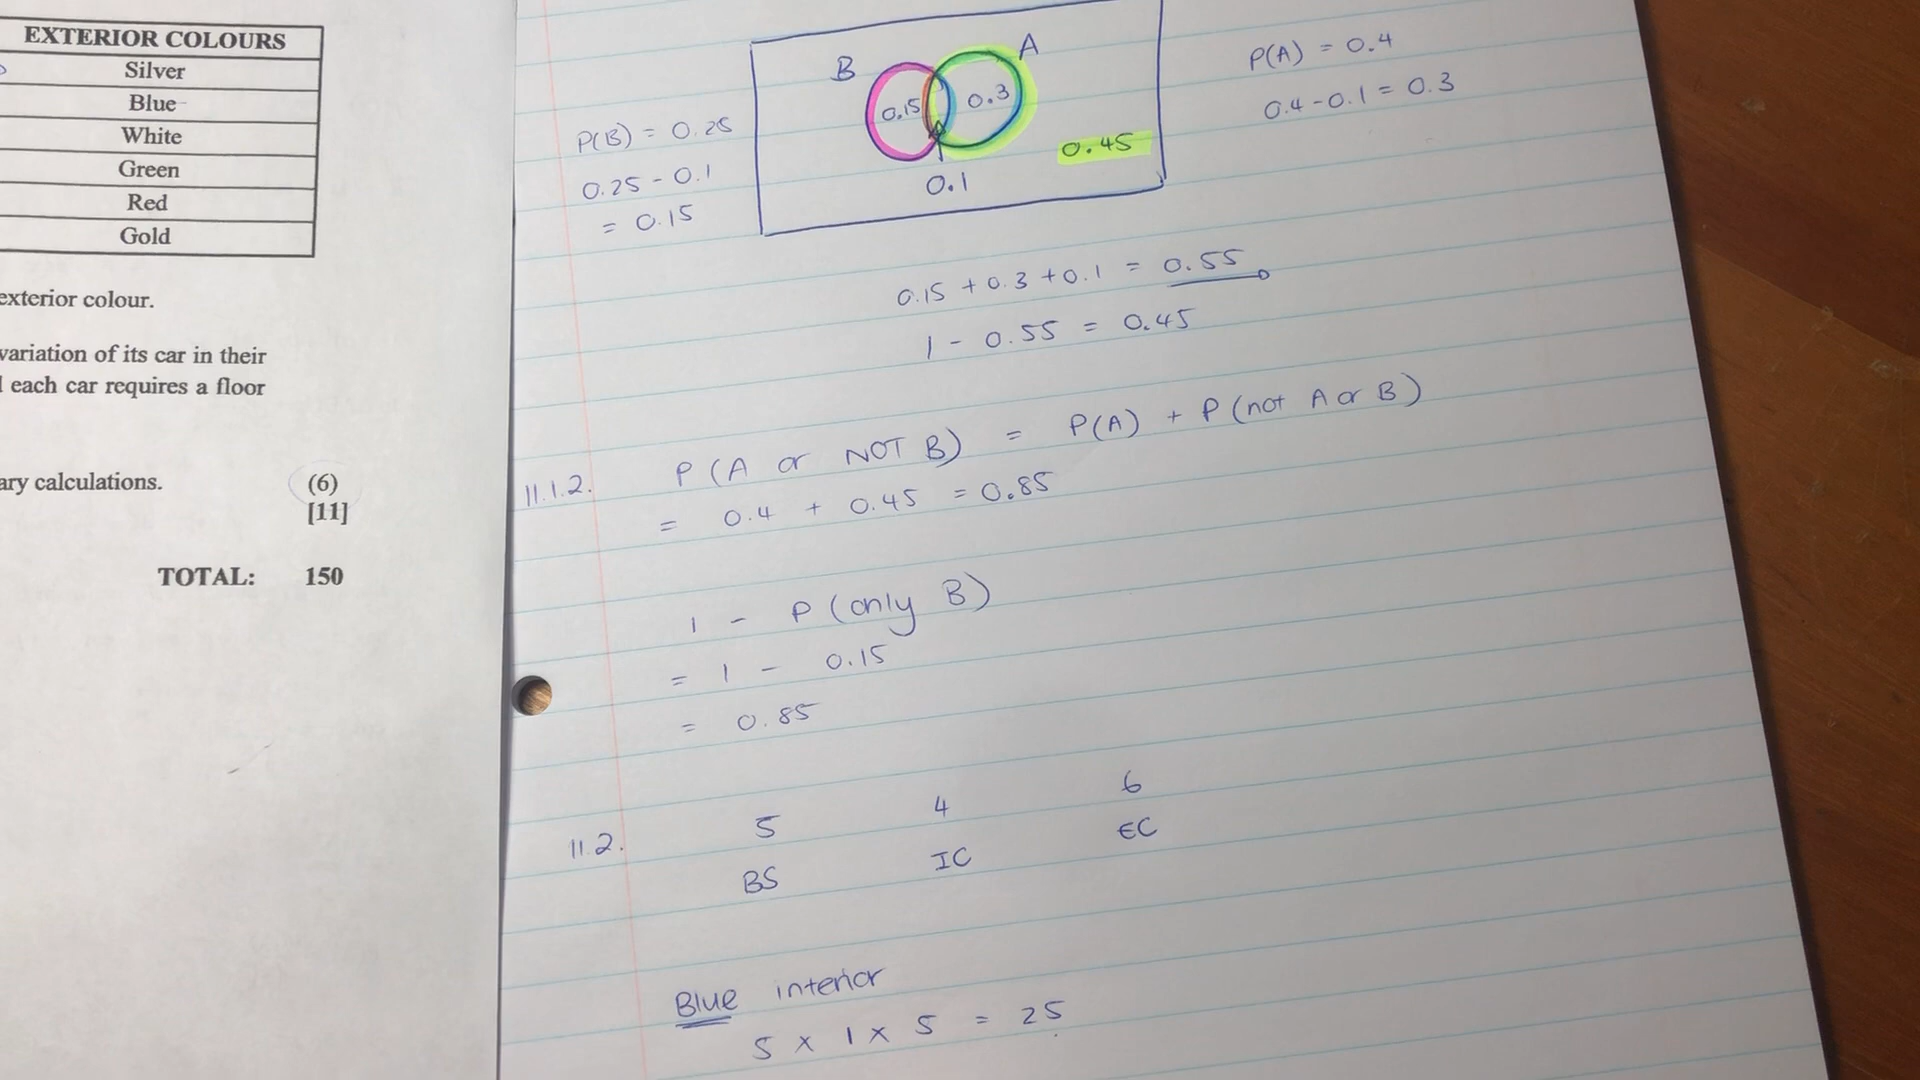 EXTERIOR COLOURS
Silver
Blue
White
Green
Red
Gold
exterior colour.
variation of its car in their
each car requires a floor
calculations.
(6)
[11]
TOTAL: 150
P(B) = 0.25
0.25 - 0.1
= 0.15
B
A
0.15
0.3
0.45
0.1
P(A) = 0.4
0.4 - 0.1 = 0.3
0.15 + 0.3 + 0.1 = 0.55
1 - 0.55 = 0.45
11.1.2. P (A or NOT B) = P(A) + P (not A or B)
= 0.4 + 0.45 = 0.85
1 - P (only B)
= 1 - 0.15
= 0.85
11.2. 5 4 6
BS IC EC
Blue interior
5 x 1 x 5 = 25